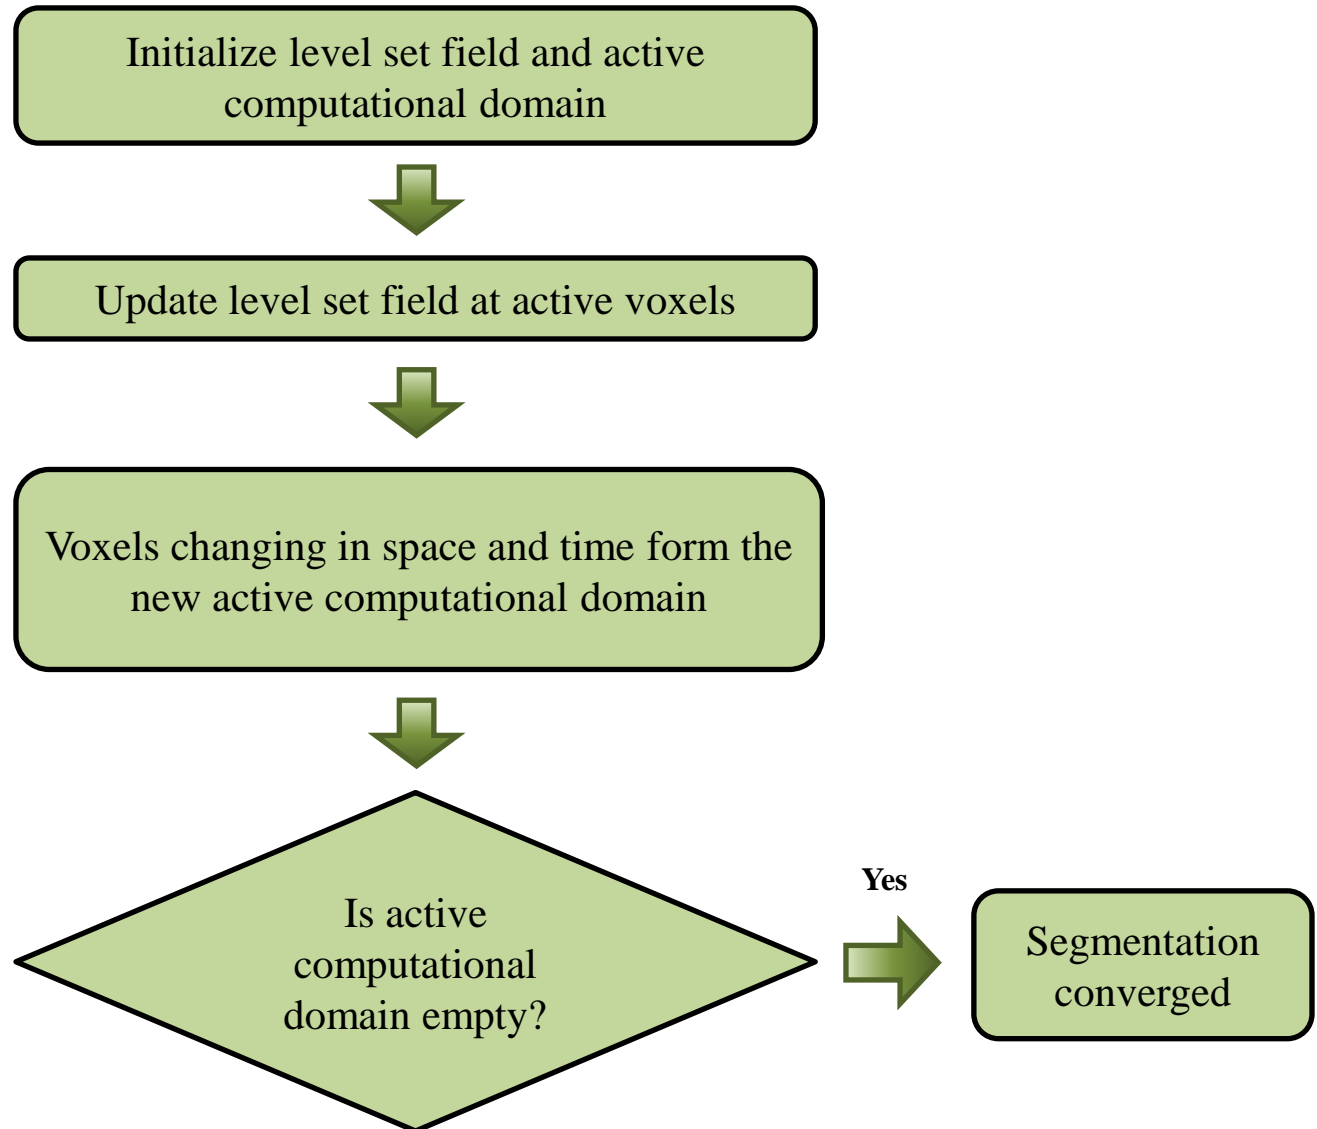 Initialize level set field and active
computational domain
Update level set field at active voxels
Voxels changing in space and time form the
new active computational domain
Is active
computational
domain empty?
Yes
Segmentation
converged